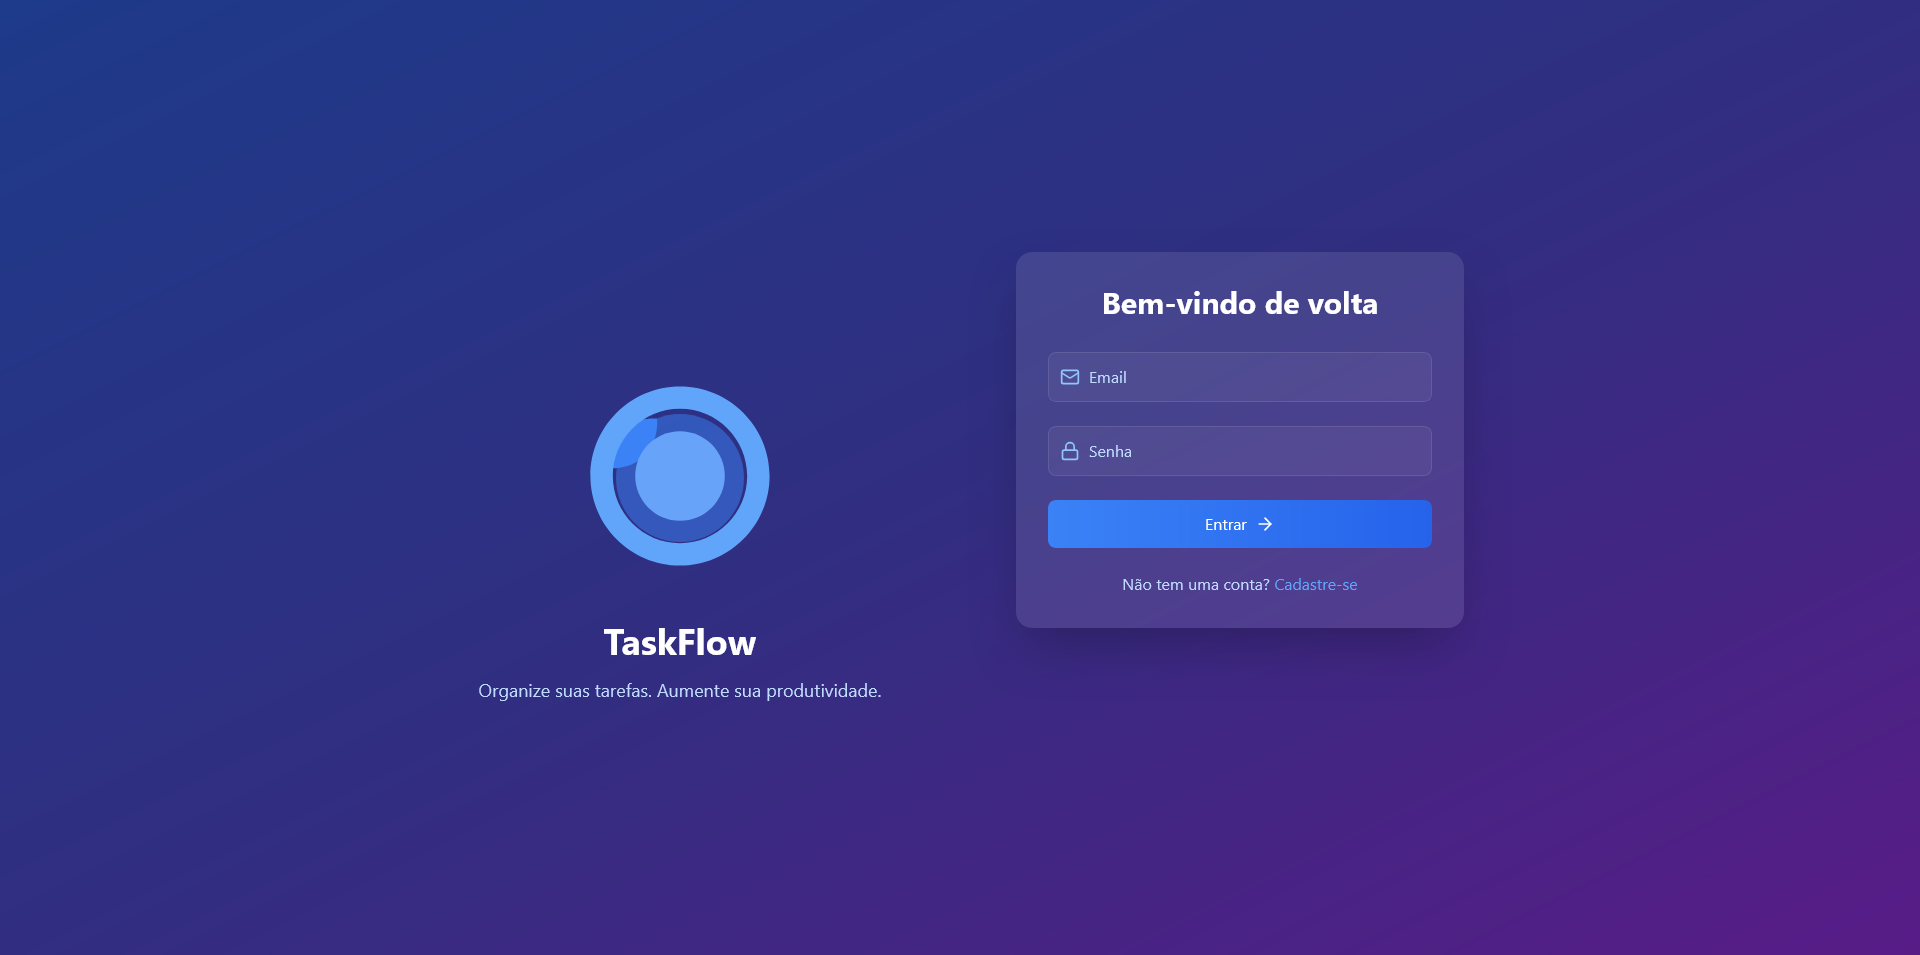 TaskFlow
Organize suas tarefas. Aumente sua produtividade.
Bem-vindo de volta
Email
Senha
Entrar
Não tem uma conta? Cadastre-se